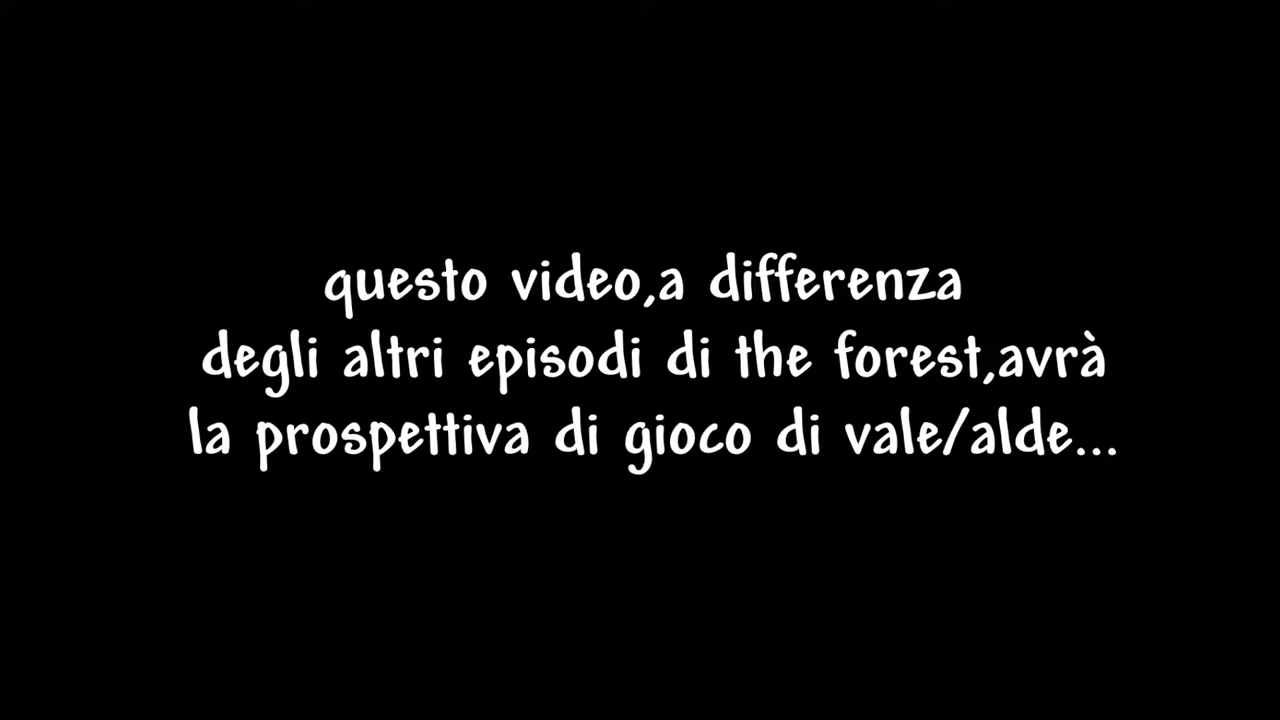 questo video,a differenza
degli altri episodi di the forest,avrà
la prospettiva di gioco di vale/alde...